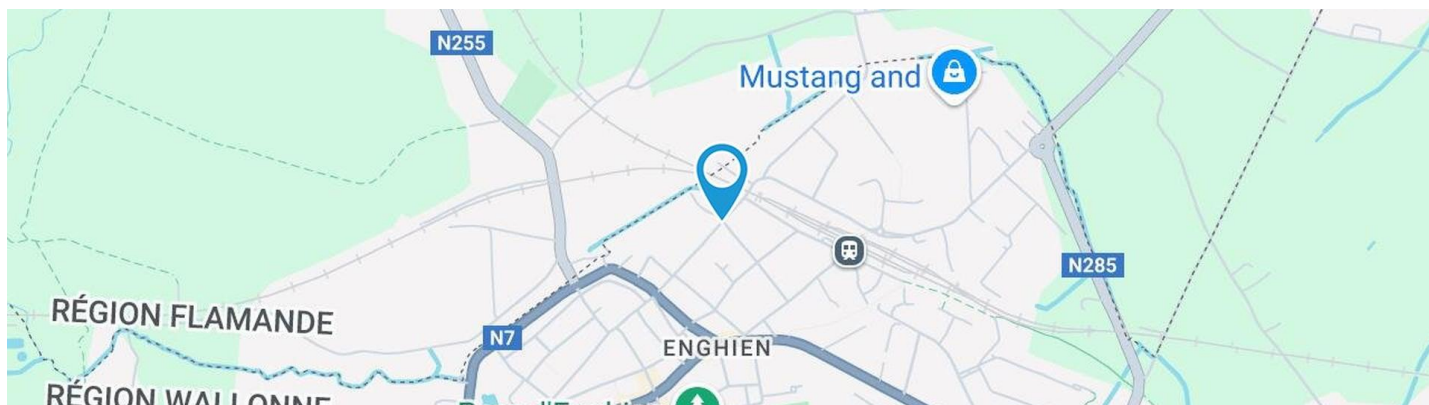 N255
Mustang and
N285
RÉGION FLAMANDE
N7
ENGHIEN
RÉGION WALLONNE